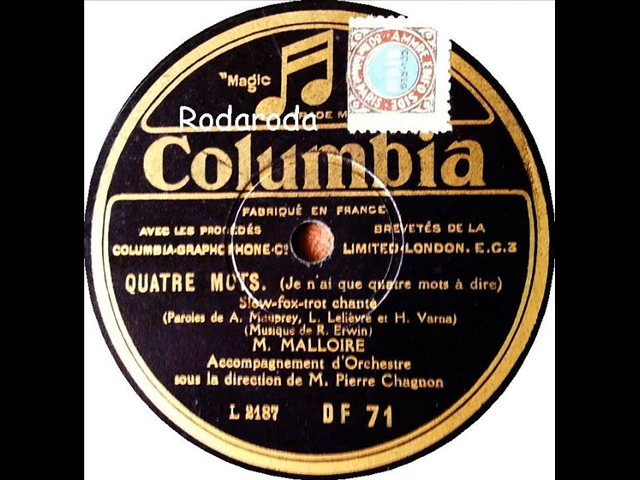 "Magic
Rodaroda
Columbia
FABRIQUÉ EN FRANCE
AVEC LES PROCÉDÉS BREVETÉS DE LA
COLUMBIA·GRAPHOPHONE·Cº LIMITED·LONDON. E.C.3
QUATRE MOTS. (Je n'ai que quatre mots à dire)
Slow-fox-trot chanté
(Paroles de A. Mauprey, L. Lelièvre et H. Varna)
(Musique de R. Erwin)
M. MALLOIRE
Accompagnement d'Orchestre
sous la direction de M. Pierre Chagnon
L 2187 DF 71